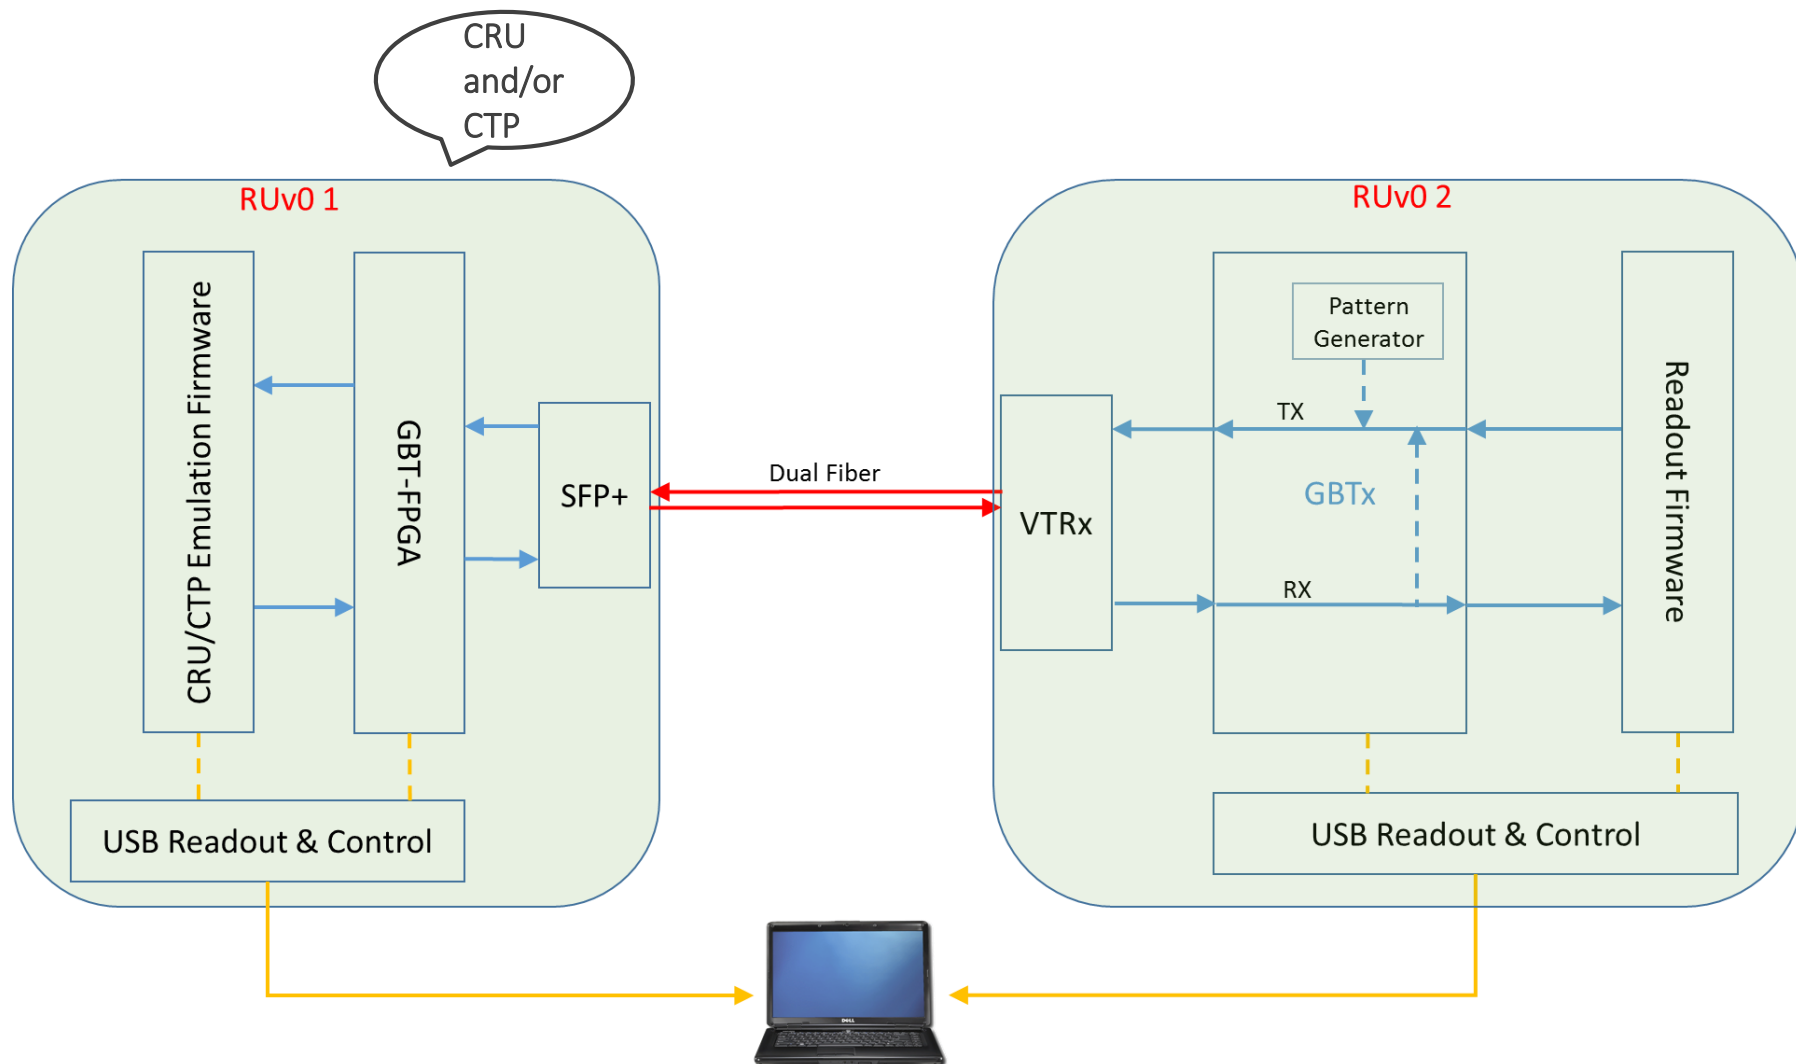 CRU
and/or
CTP
RUv0 1
CRU/CTP Emulation Firmware
GBT-FPGA
SFP+
USB Readout & Control
Dual Fiber
RUv0 2
Pattern
Generator
TX
GBTx
RX
VTRx
Readout Firmware
USB Readout & Control
DELL